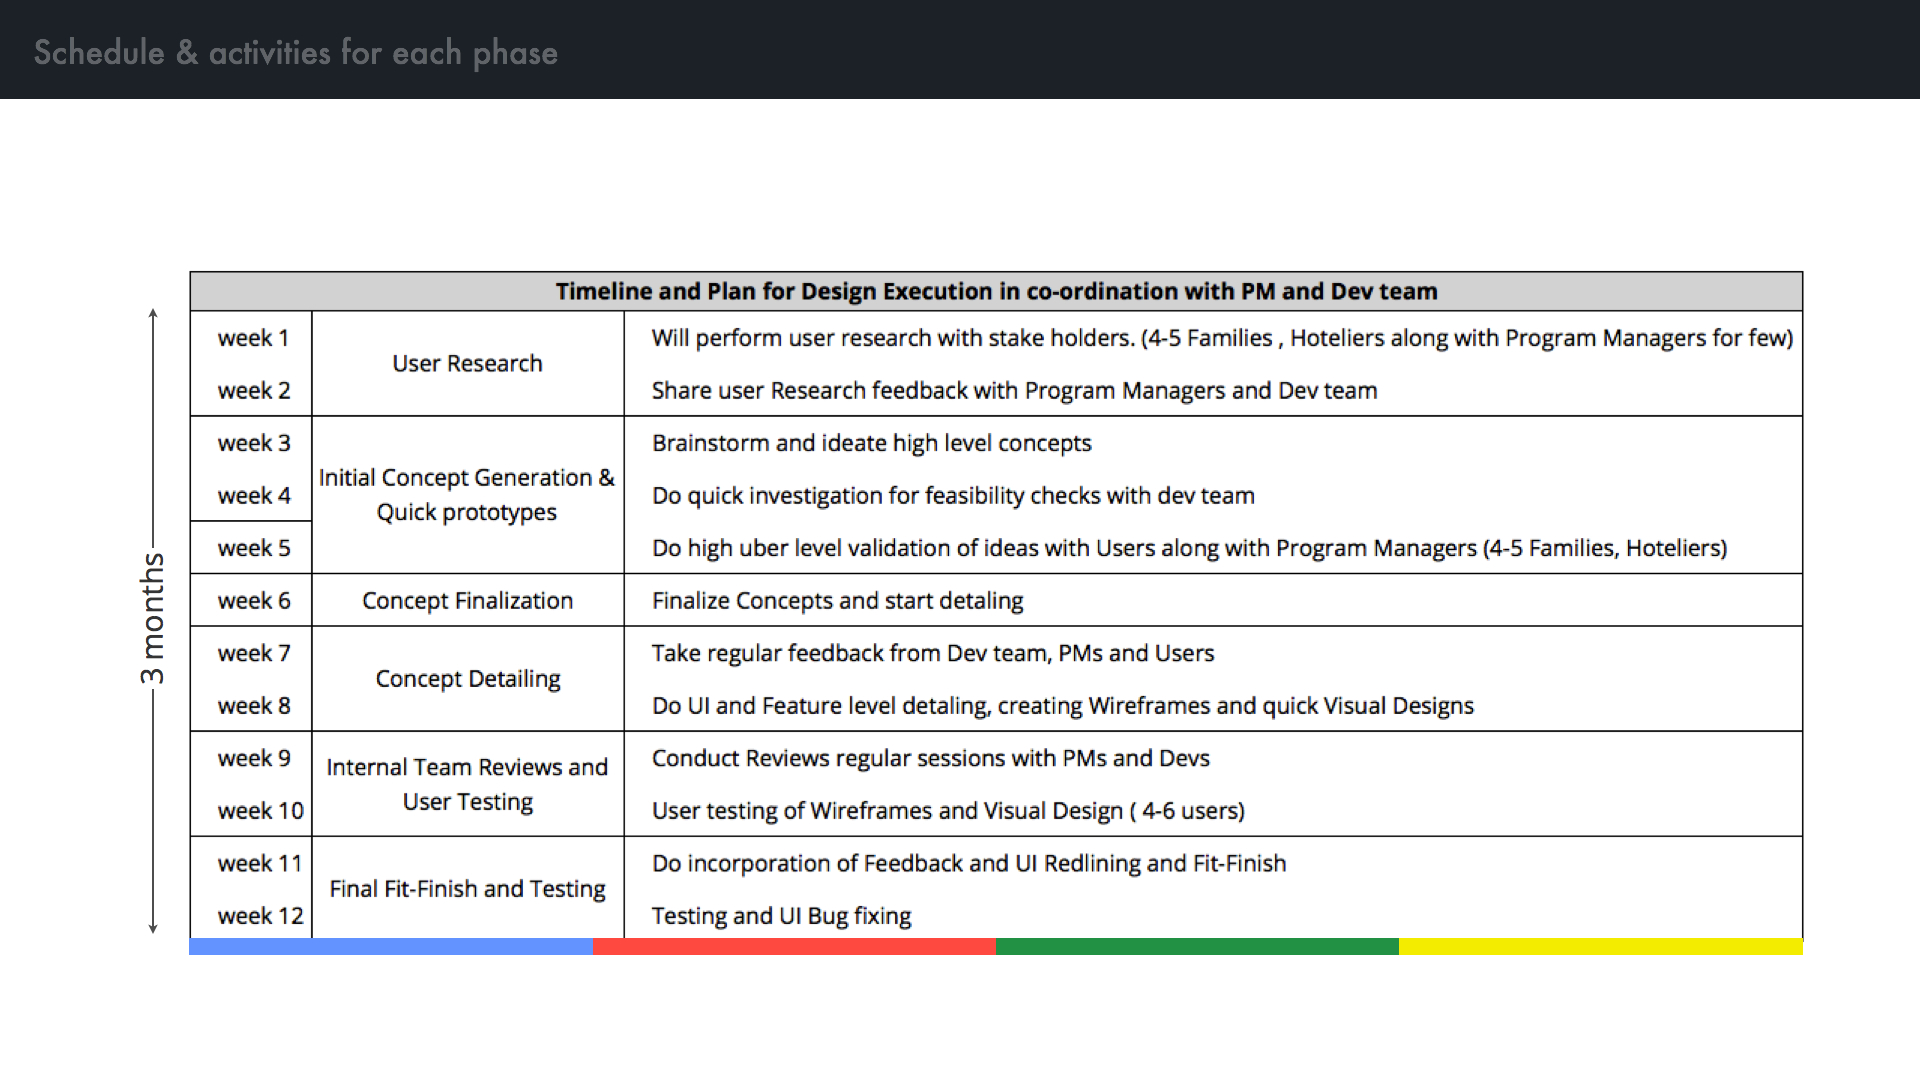 Schedule & activities for each phase
Timeline and Plan for Design Execution in co-ordination with PM and Dev team
3 months
week 1
User Research
Will perform user research with stake holders. (4-5 Families , Hoteliers along with Program Managers for few)
week 2
Share user Research feedback with Program Managers and Dev team
week 3
Initial Concept Generation &
Quick prototypes
Brainstorm and ideate high level concepts
week 4
Do quick investigation for feasibility checks with dev team
week 5
Do high uber level validation of ideas with Users along with Program Managers (4-5 Families, Hoteliers)
week 6
Concept Finalization
Finalize Concepts and start detaling
week 7
Concept Detailing
Take regular feedback from Dev team, PMs and Users
week 8
Do UI and Feature level detaling, creating Wireframes and quick Visual Designs
week 9
Internal Team Reviews and
User Testing
Conduct Reviews regular sessions with PMs and Devs
week 10
User testing of Wireframes and Visual Design ( 4-6 users)
week 11
Final Fit-Finish and Testing
Do incorporation of Feedback and UI Redlining and Fit-Finish
week 12
Testing and UI Bug fixing